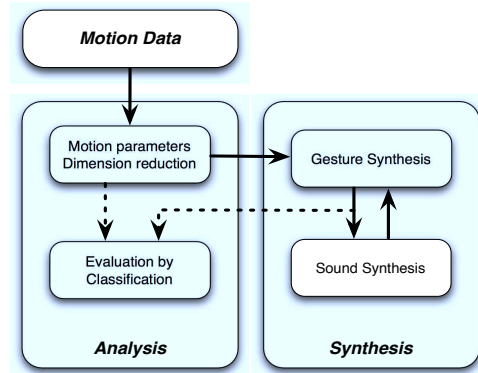 Motion Data
Motion parameters
Dimension reduction
Gesture Synthesis
Evaluation by
Classification
Sound Synthesis
Analysis
Synthesis